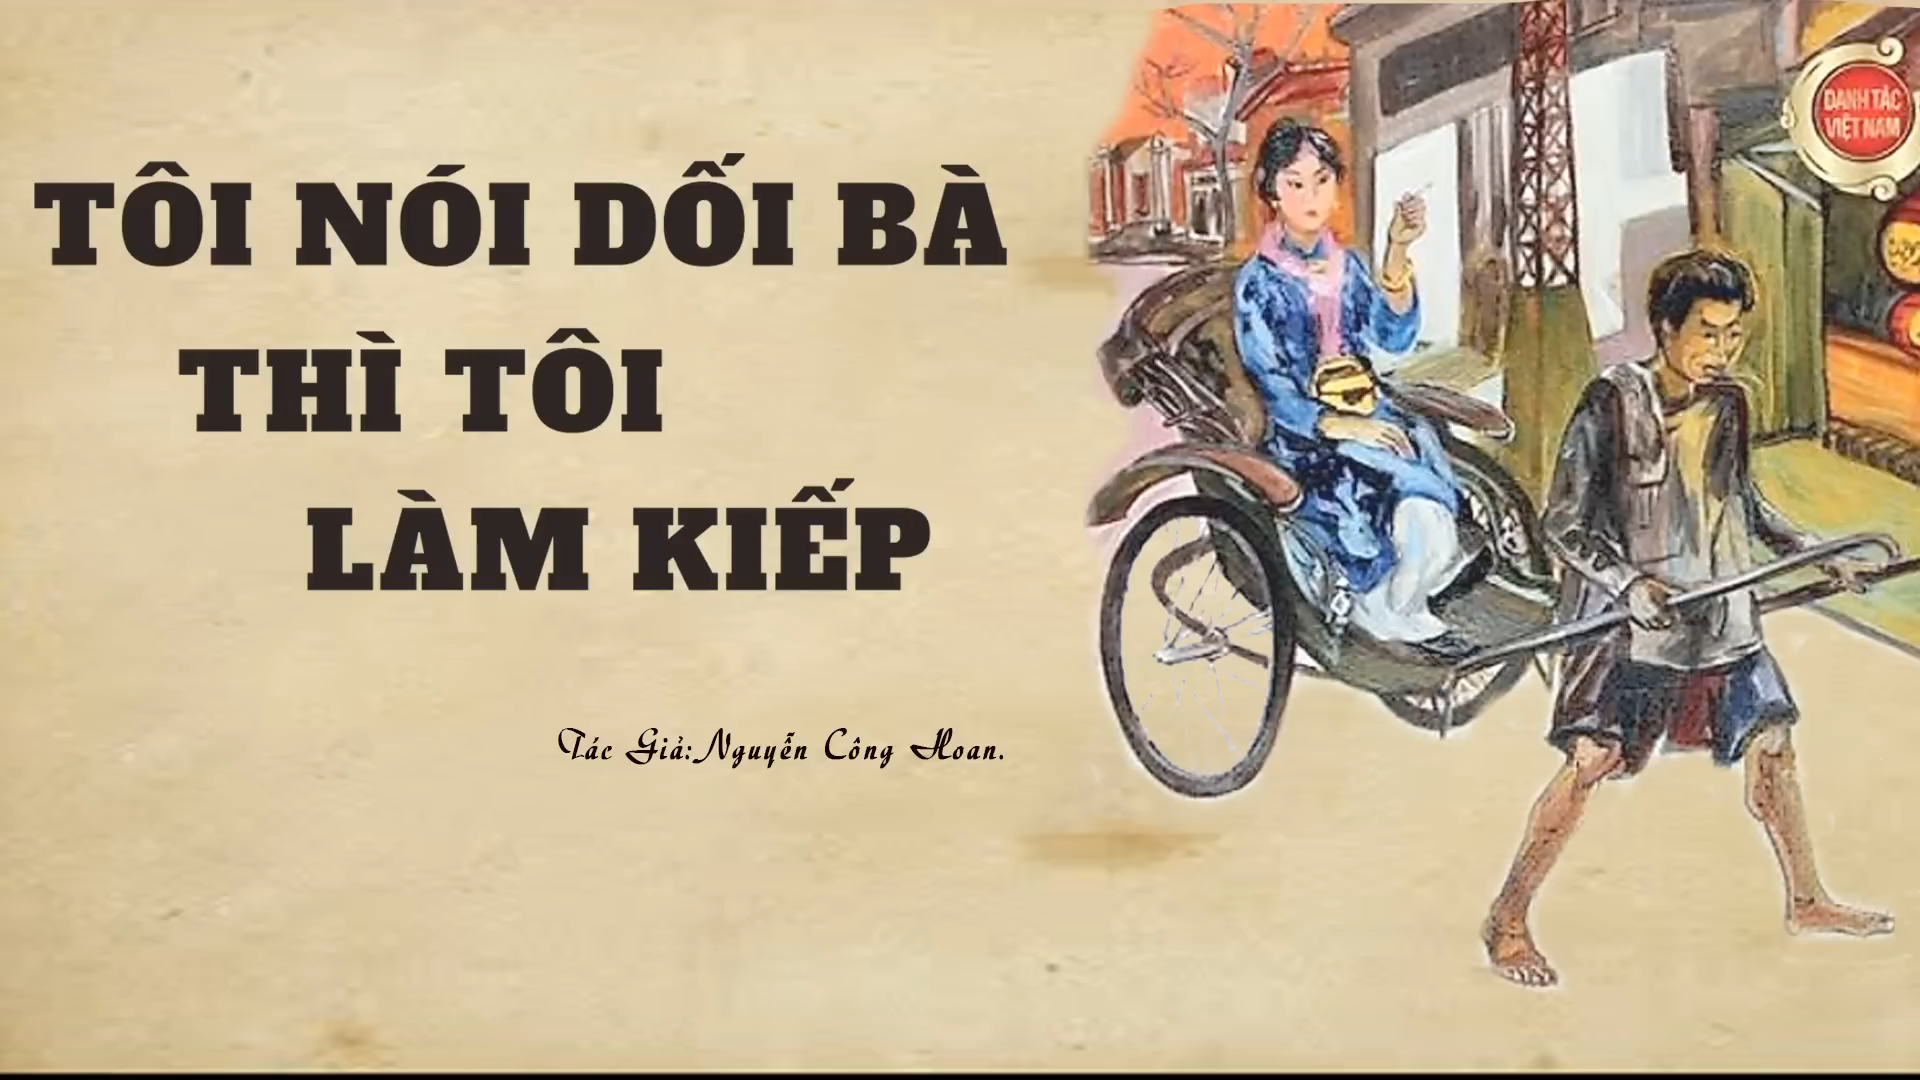 TÔI NÓI DỐI BÀ
THÌ TÔI
LÀM KIẾP
Tác Giả:Nguyễn Công Hoan.
DANH TÁC
VIỆT NAM